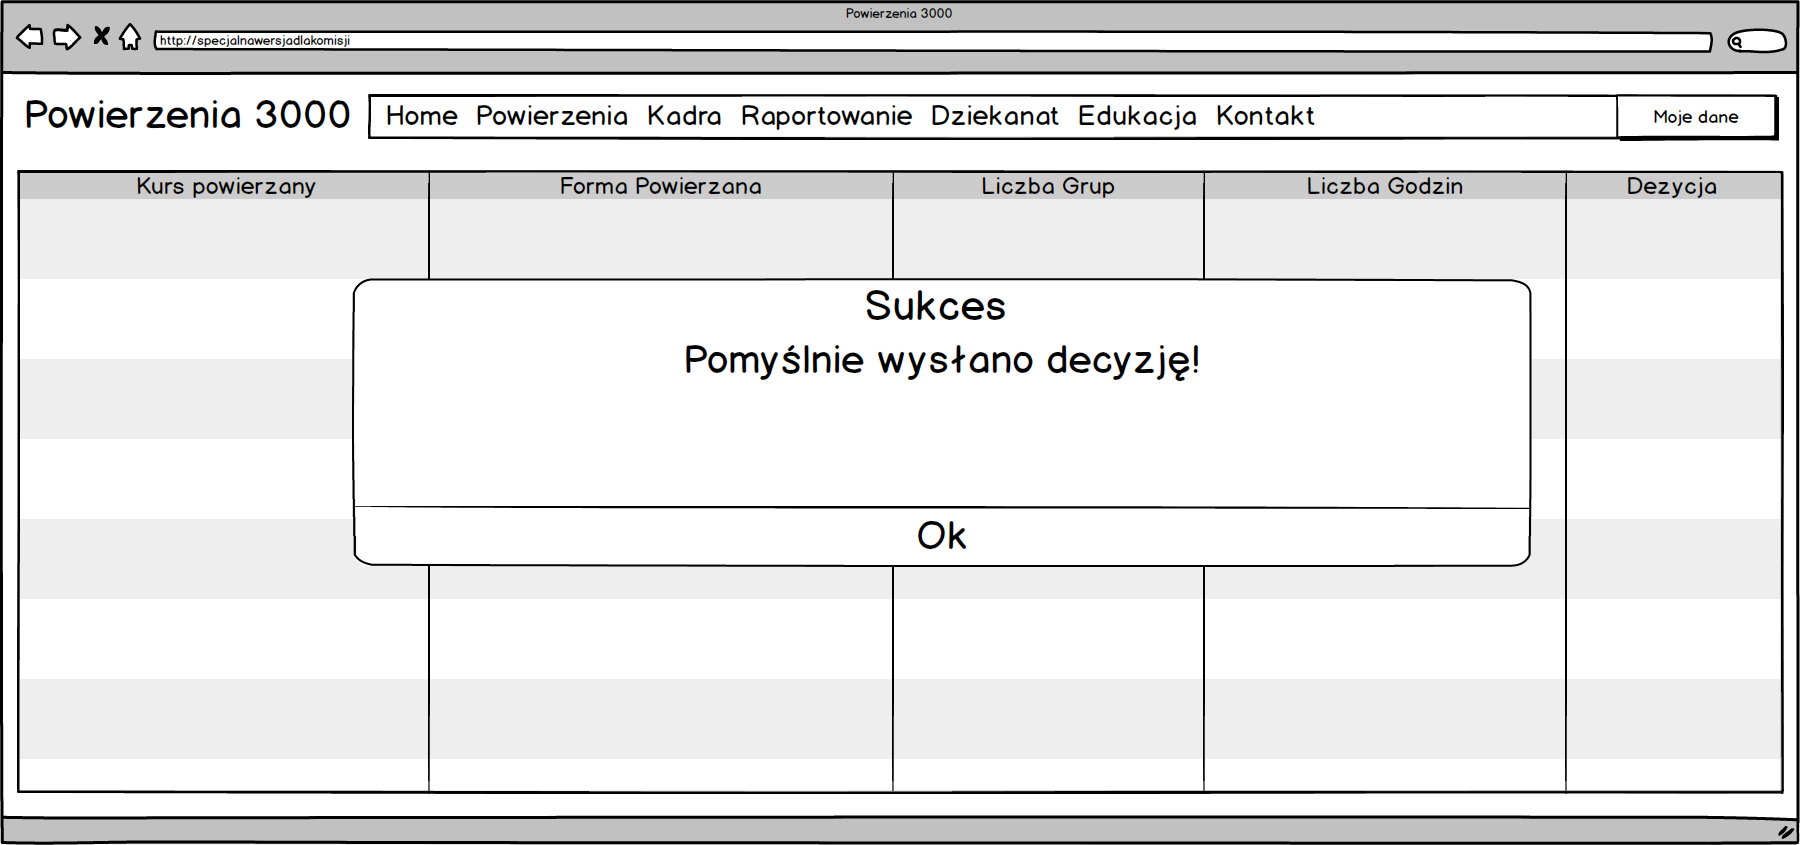 Powierzenia 3000
http://specjalnawersjadlakomisji
Powierzenia 3000
Home Powierzenia Kadra Raportowanie Dziekanat Edukacja Kontakt
Moje dane
Kurs powierzany Forma Powierzana Liczba Grup Liczba Godzin Dezycja
Sukces
Pomyślnie wysłano decyzję!
Ok